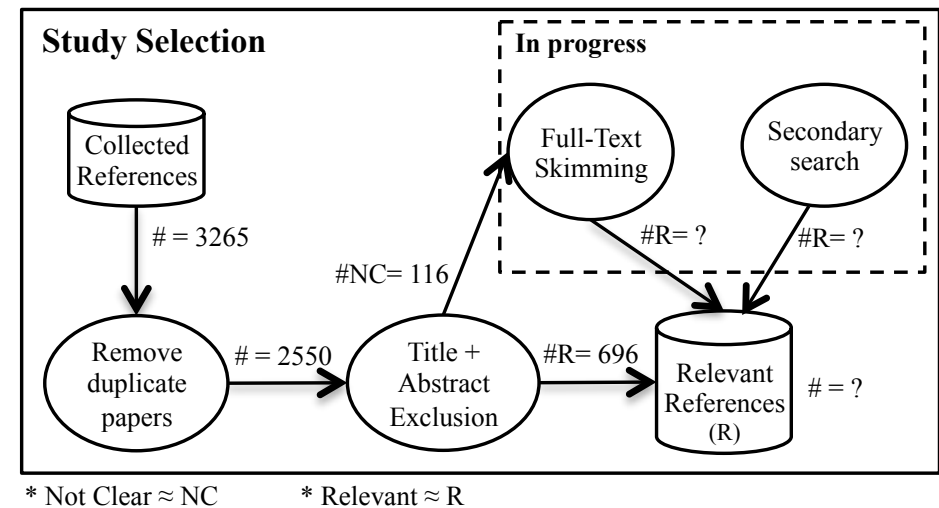 Study Selection
In progress
Collected
References
Full-Text
Skimming
Secondary
search
# = 3265
#R= ?
#R= ?
#NC= 116
Remove
duplicate
papers
# = 2550
Title +
Abstract
Exclusion
#R= 696
Relevant
References
(R)
# = ?
* Not Clear ≈ NC
* Relevant ≈ R